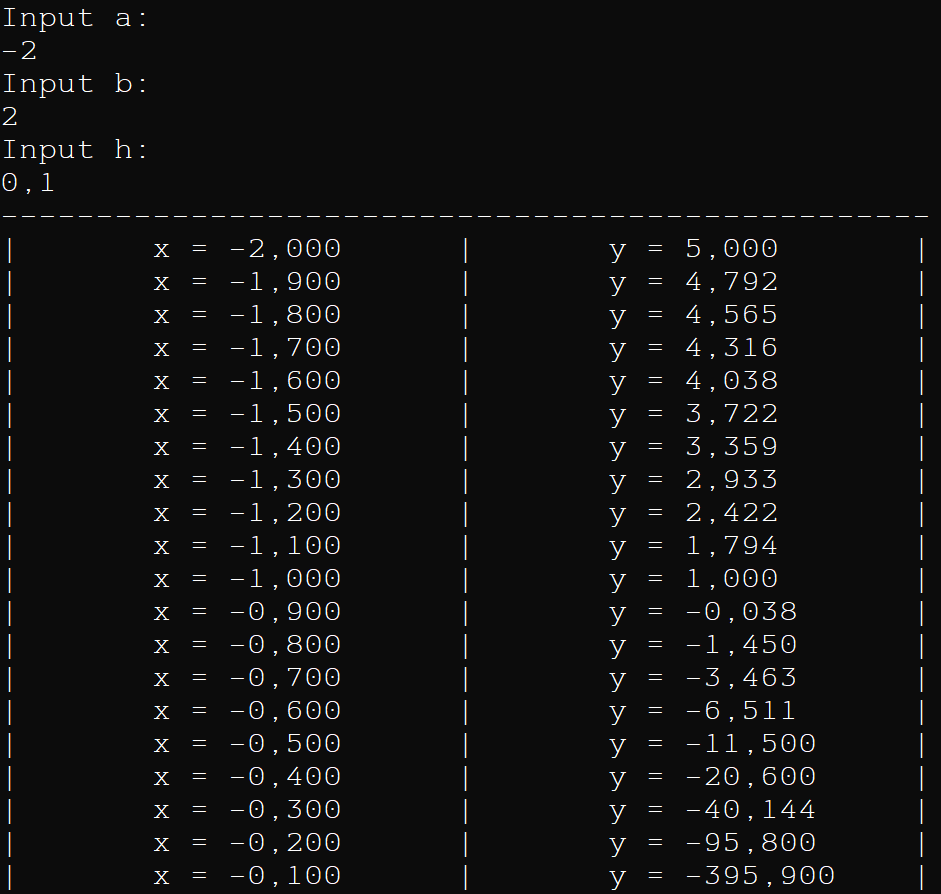 Input a:
-2
Input b:
2
Input h:
0,1
-------------------------------------------------
| x = -2,000 | y = 5,000 |
| x = -1,900 | y = 4,792 |
| x = -1,800 | y = 4,565 |
| x = -1,700 | y = 4,316 |
| x = -1,600 | y = 4,038 |
| x = -1,500 | y = 3,722 |
| x = -1,400 | y = 3,359 |
| x = -1,300 | y = 2,933 |
| x = -1,200 | y = 2,422 |
| x = -1,100 | y = 1,794 |
| x = -1,000 | y = 1,000 |
| x = -0,900 | y = -0,038 |
| x = -0,800 | y = -1,450 |
| x = -0,700 | y = -3,463 |
| x = -0,600 | y = -6,511 |
| x = -0,500 | y = -11,500 |
| x = -0,400 | y = -20,600 |
| x = -0,300 | y = -40,144 |
| x = -0,200 | y = -95,800 |
| x = -0,100 | y = -395,900 |